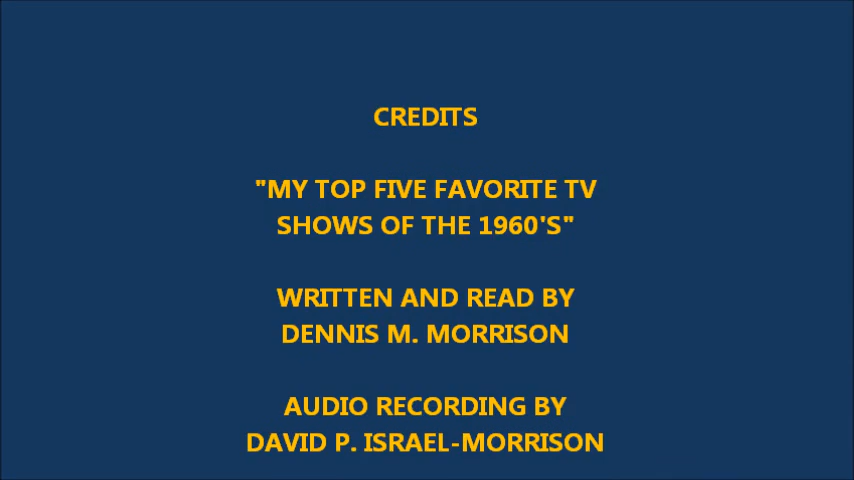 CREDITS
"MY TOP FIVE FAVORITE TV
SHOWS OF THE 1960'S"
WRITTEN AND READ BY
DENNIS M. MORRISON
AUDIO RECORDING BY
DAVID P. ISRAEL-MORRISON